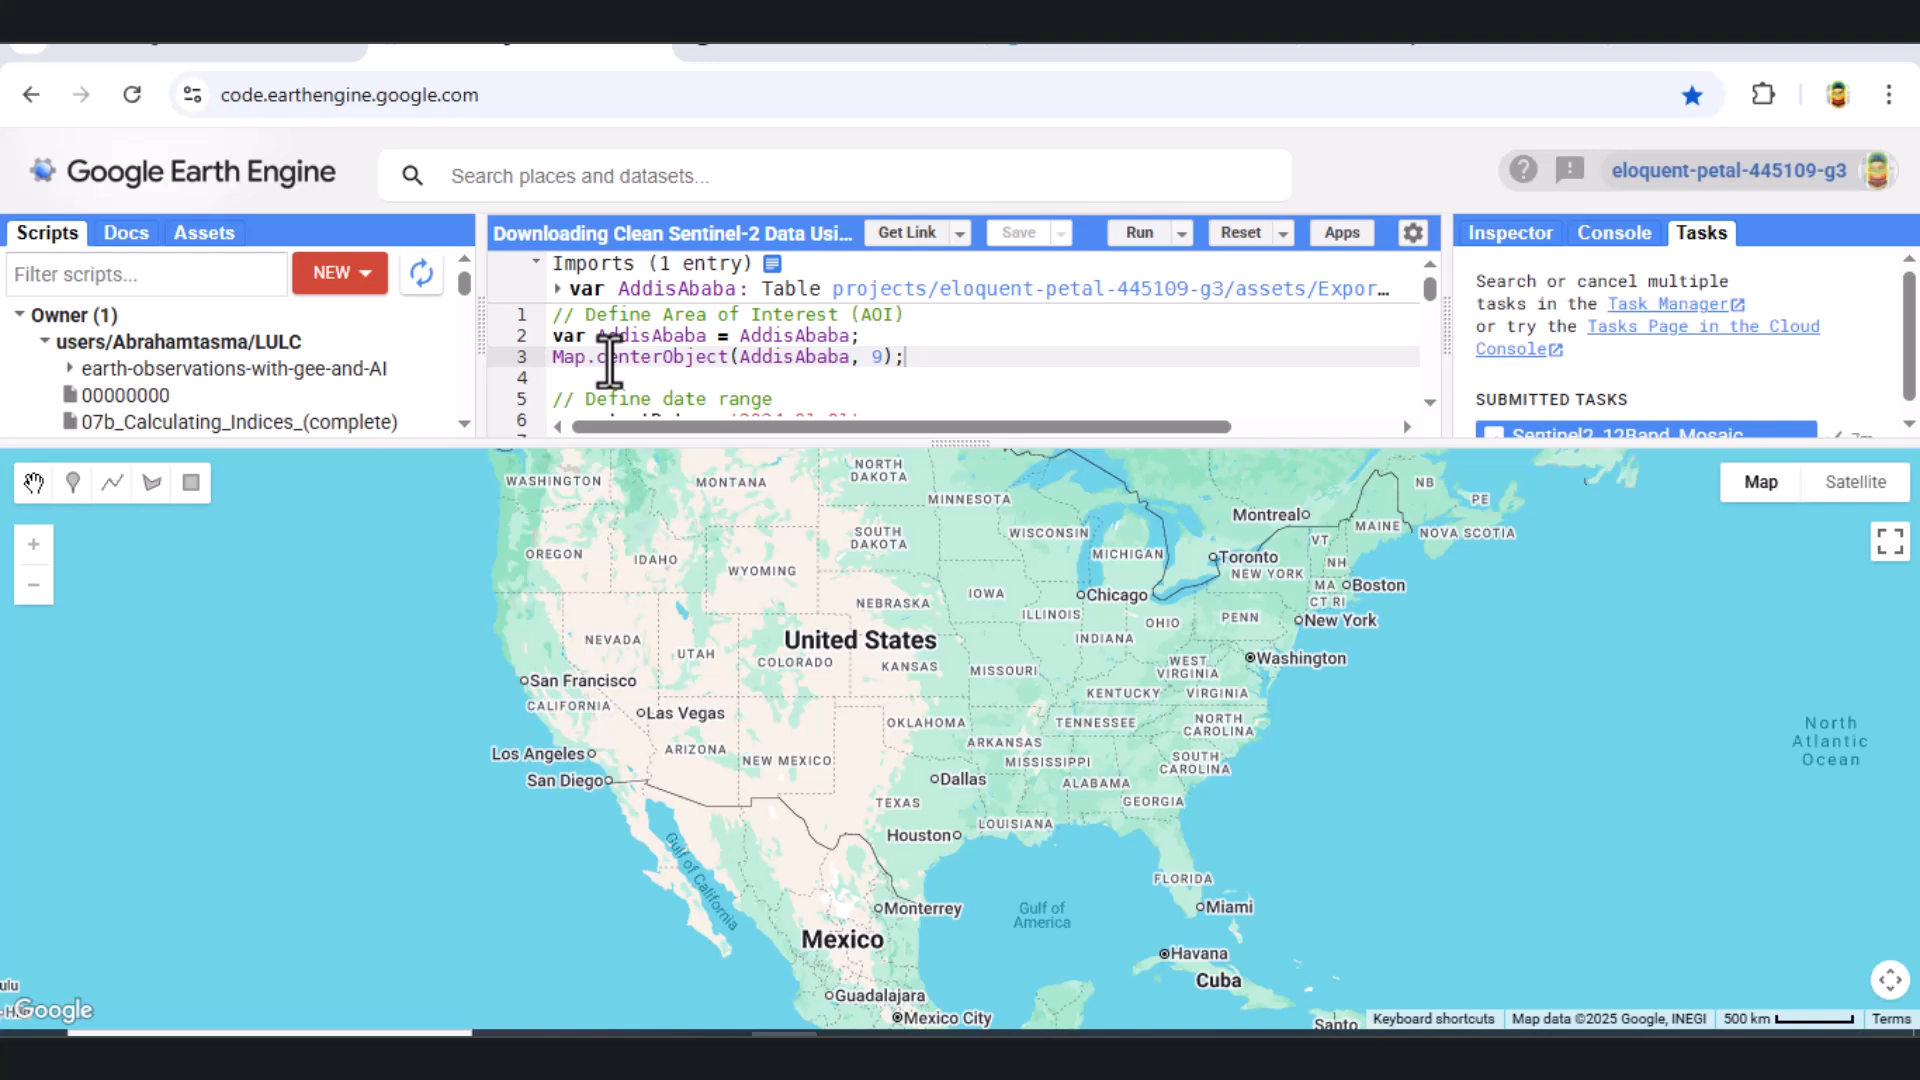 code.earthengine.google.com
Google Earth Engine
Search places and datasets...
eloquent-petal-445109-g3
Scripts
Docs
Assets
Downloading Clean Sentinel-2 Data Usi...
Get Link
Save
Run
Reset
Apps
Inspector
Console
Tasks
Filter scripts...
NEW
Owner (1)
users/Abrahamtasma/LULC
earth-observations-with-gee-and-AI
00000000
07b_Calculating_Indices_(complete)
Imports (1 entry)
var AddisAbaba: Table projects/eloquent-petal-445109-g3/assets/Expor…
1 // Define Area of Interest (AOI)
2 var AddisAbaba = AddisAbaba;
3 Map.centerObject(AddisAbaba, 9);
4
5 // Define date range
6
Search or cancel multiple
tasks in the Task Manager
or try the Tasks Page in the Cloud
Console
SUBMITTED TASKS
Sentinel2_12Band_Mosaic
7m
Map
Satellite
WASHINGTON
MONTANA
NORTH
DAKOTA
MINNESOTA
NB
PE
Montreal
MAINE
NOVA SCOTIA
OREGON
IDAHO
SOUTH
DAKOTA
WISCONSIN
MICHIGAN
Toronto
VT
NH
WYOMING
NEW YORK
MA
Boston
CT RI
NEBRASKA
IOWA
Chicago
ILLINOIS
INDIANA
OHIO
PENN
New York
NEVADA
UTAH
United States
COLORADO
KANSAS
MISSOURI
WEST
VIRGINIA
Washington
San Francisco
CALIFORNIA
Las Vegas
KENTUCKY
VIRGINIA
OKLAHOMA
TENNESSEE
NORTH
CAROLINA
Los Angeles
ARIZONA
NEW MEXICO
ARKANSAS
MISSISSIPPI
SOUTH
CAROLINA
San Diego
Dallas
ALABAMA
TEXAS
GEORGIA
LOUISIANA
Houston
North
Atlantic
Ocean
Gulf of California
FLORIDA
Monterrey
Gulf of
America
Miami
Mexico
Havana
Cuba
Guadalajara
Mexico City
Santo
ulu
Google
Keyboard shortcuts
Map data ©2025 Google, INEGI
500 km
Terms